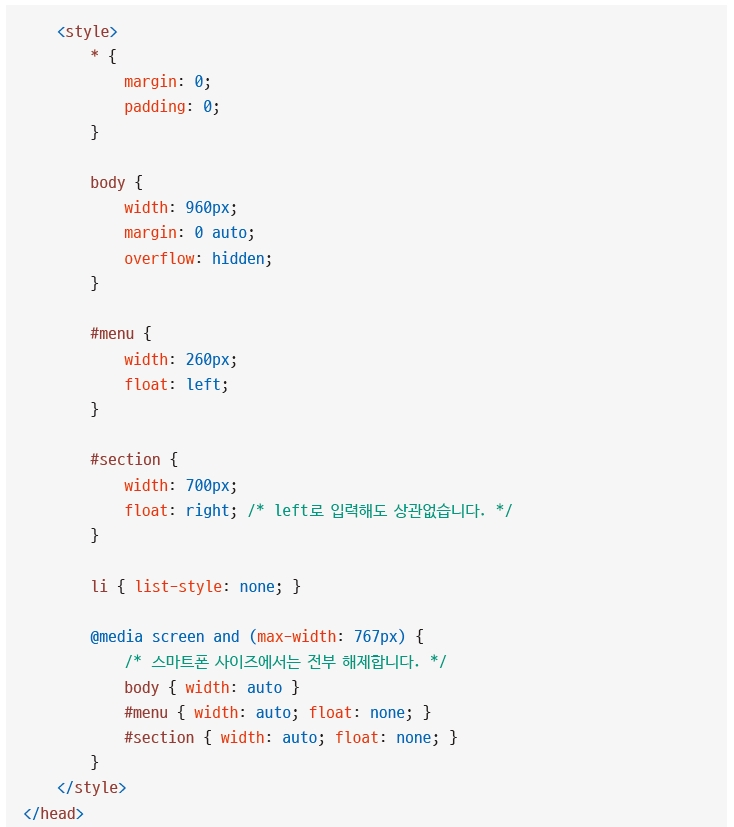 <style>
* {
margin: 0;
padding: 0;
}
body {
width: 960px;
margin: 0 auto;
overflow: hidden;
}
#menu {
width: 260px;
float: left;
}
#section {
width: 700px;
float: right; /* left로 입력해도 상관없습니다. */
}
li { list-style: none; }
@media screen and (max-width: 767px) {
/* 스마트폰 사이즈에서는 전부 해제합니다. */
body { width: auto }
#menu { width: auto; float: none; }
#section { width: auto; float: none; }
}
</style>
</head>